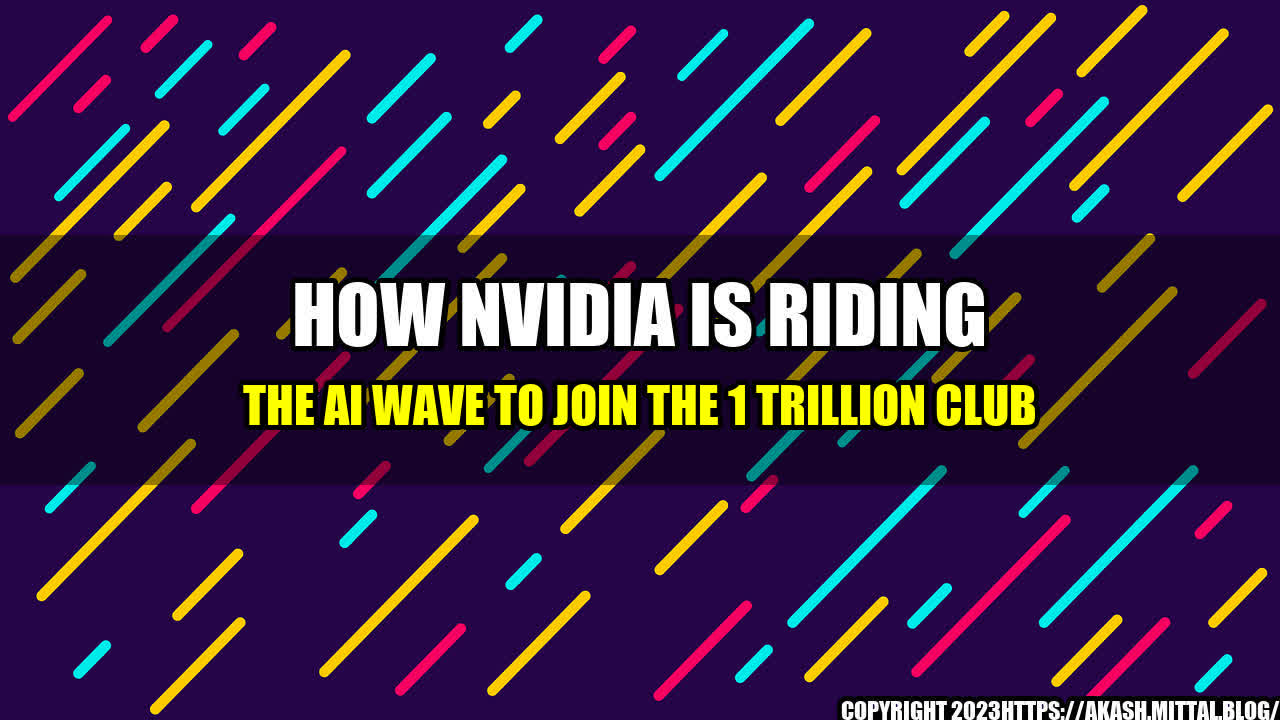 HOW NVIDIA IS RIDING
THE AI WAVE TO JOIN THE 1 TRILLION CLUB
COPYRIGHT 2023HTTPS://AKASH.MITTAL.BLOG/